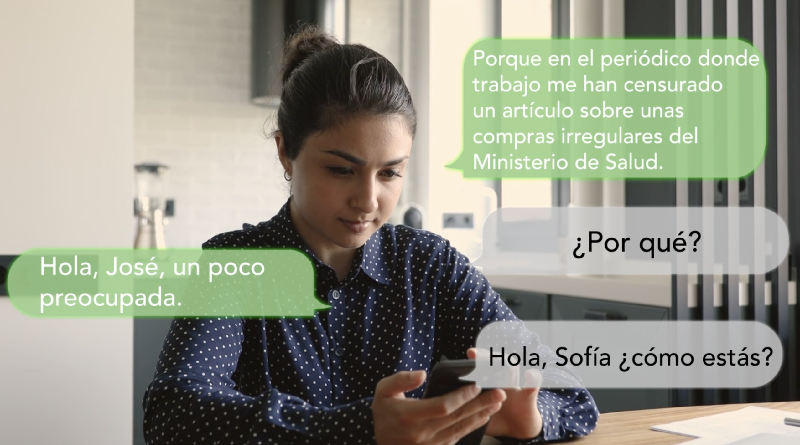 Porque en el periódico donde
trabajo me han censurado
un artículo sobre unas
compras irregulares del
Ministerio de Salud.
¿Por qué?
Hola, José, un poco
preocupada.
Hola, Sofía ¿cómo estás?